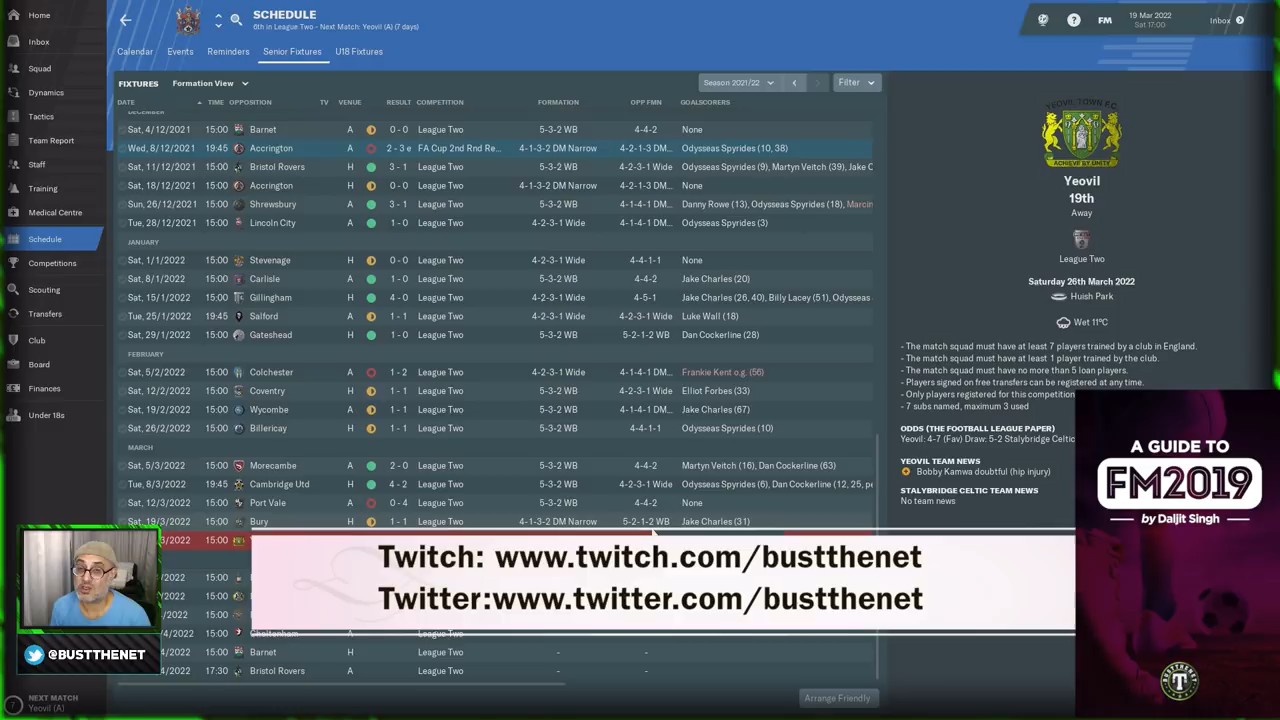 Home
Inbox
Squad
Dynamics
Tactics
Team Report
Staff
Training
Medical Centre
Schedule
Competitions
Scouting
Transfers
Club
Board
Finances
Under 18s
NEXT MATCH
Yeovil (A)
SCHEDULE
6th in League Two - Next Match: Yeovil (A) (7 days)
? FM 19 Mar 2022 Sat 17:00 Inbox
Calendar Events Reminders Senior Fixtures U18 Fixtures
FIXTURES Formation View Season 2021/22 Filter
DATE TIME OPPOSITION TV VENUE RESULT COMPETITION FORMATION OPP FMN GOALSCORERS
DECEMBER
Sat, 4/12/2021 15:00 Barnet A 0 - 0 League Two 5-3-2 WB 4-4-2 None
Wed, 8/12/2021 19:45 Accrington A 2 - 3 e FA Cup 2nd Rnd Re... 4-1-3-2 DM Narrow 4-2-1-3 DM... Odysseas Spyrides (10, 38)
Sat, 11/12/2021 15:00 Bristol Rovers H 3 - 1 League Two 5-3-2 WB 4-2-3-1 Wide Odysseas Spyrides (9), Martyn Veitch (39), Jake C
Sat, 18/12/2021 15:00 Accrington H 0 - 0 League Two 4-1-3-2 DM Narrow 4-2-1-3 DM... None
Sun, 26/12/2021 15:00 Shrewsbury A 3 - 1 League Two 5-3-2 WB 4-1-4-1 DM... Danny Rowe (13), Odysseas Spyrides (18), Marcin
Tue, 28/12/2021 15:00 Lincoln City A 1 - 0 League Two 4-2-3-1 Wide 4-1-4-1 DM... Odysseas Spyrides (3)
JANUARY
Sat, 1/1/2022 15:00 Stevenage H 0 - 0 League Two 4-2-3-1 Wide 4-4-1-1 None
Sat, 8/1/2022 15:00 Carlisle A 1 - 0 League Two 5-3-2 WB 4-4-2 Jake Charles (20)
Sat, 15/1/2022 15:00 Gillingham H 4 - 0 League Two 4-2-3-1 Wide 4-5-1 Jake Charles (26, 40), Billy Lacey (51), Odysseas
Tue, 25/1/2022 19:45 Salford A 1 - 1 League Two 4-2-3-1 Wide 4-2-3-1 Wide Luke Wall (18)
Sat, 29/1/2022 15:00 Gateshead H 1 - 0 League Two 5-3-2 WB 5-2-1-2 WB Dan Cockerline (28)
FEBRUARY
Sat, 5/2/2022 15:00 Colchester A 1 - 2 League Two 4-2-3-1 Wide 4-1-4-1 DM... Frankie Kent o.g. (56)
Sat, 12/2/2022 15:00 Coventry H 1 - 1 League Two 5-3-2 WB 4-2-3-1 Wide Elliot Forbes (33)
Sat, 19/2/2022 15:00 Wycombe A 1 - 1 League Two 5-3-2 WB 4-1-4-1 DM... Jake Charles (67)
Sat, 26/2/2022 15:00 Billericay H 1 - 1 League Two 5-3-2 WB 4-4-1-1 Odysseas Spyrides (10)
MARCH
Sat, 5/3/2022 15:00 Morecambe A 2 - 0 League Two 5-3-2 WB 4-4-2 Martyn Veitch (16), Dan Cockerline (63)
Tue, 8/3/2022 19:45 Cambridge Utd H 4 - 2 League Two 5-3-2 WB 4-2-3-1 Wide Odysseas Spyrides (6), Dan Cockerline (12, 25, pe
Sat, 12/3/2022 15:00 Port Vale A 0 - 4 League Two 5-3-2 WB 4-4-2 None
Sat, 19/3/2022 15:00 Bury H 1 - 1 League Two 4-1-3-2 DM Narrow 5-2-1-2 WB Jake Charles (31)
3/2022 15:00
/2022 15:00
/2022 15:00
/2022 15:00
/4/2022 15:00 Cheltenham A League Two
4/2022 15:00 Barnet H League Two - -
4/2022 17:30 Bristol Rovers A League Two - -
Arrange Friendly
YEOVIL TOWN F.C
ACHIEVE BY UNITY
Yeovil
19th
Away
League Two
Saturday 26th March 2022
Huish Park
Wet 11°C
- The match squad must have at least 7 players trained by a club in England.
- The match squad must have at least 1 player trained by the club.
- The match squad must have no more than 5 loan players.
- Players signed on free transfers can be registered at any time.
- Only players registered for this competition
- 7 subs named, maximum 3 used
ODDS (THE FOOTBALL LEAGUE PAPER)
Yeovil: 4-7 (Fav) Draw: 5-2 Stalybridge Celtic
YEOVIL TEAM NEWS
Bobby Kamwa doubtful (hip injury)
STALYBRIDGE CELTIC TEAM NEWS
No team news
A GUIDE TO
FM2019
by Daljit Singh
BUSTTHENET
T
Twitch: www.twitch.com/bustthenet
Twitter:www.twitter.com/bustthenet
@BUSTTHENET